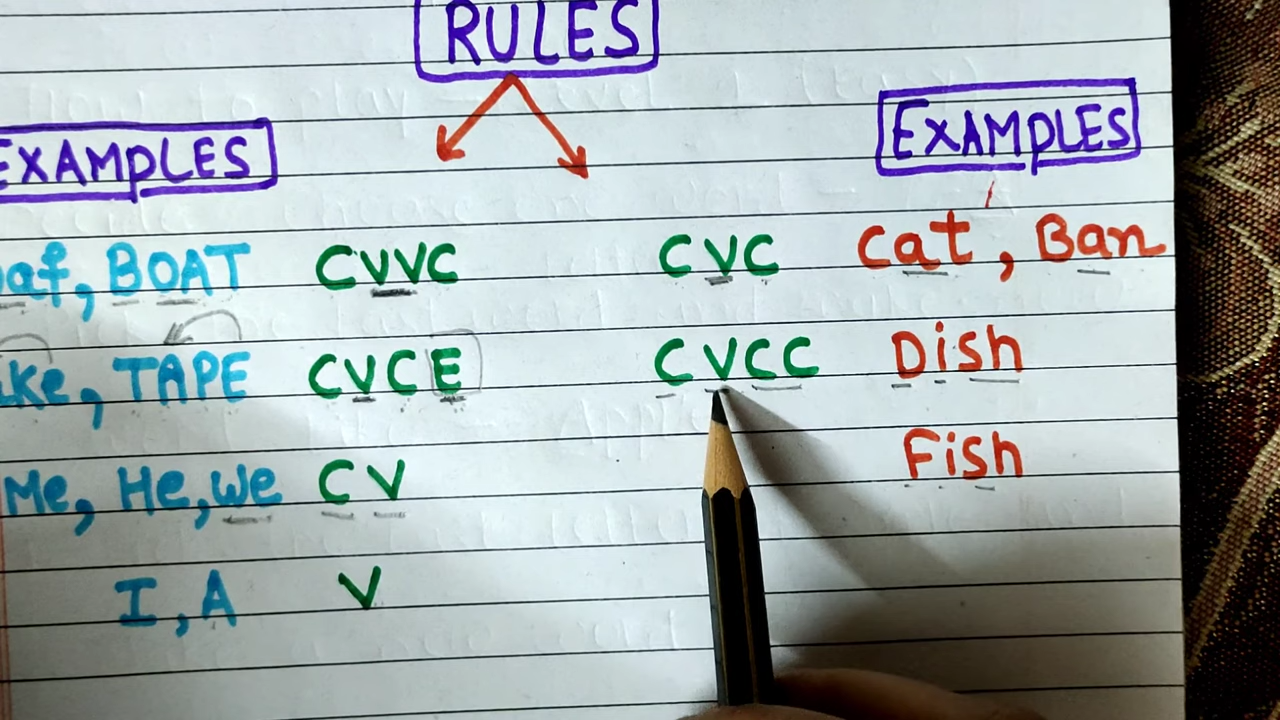 RULES
EXAMPLES EXAMPLES
BOAT CVVC CVC Cat, Ban
TAPE CVCE CVCC Dish
Me, He, We CV Fish
I, A V